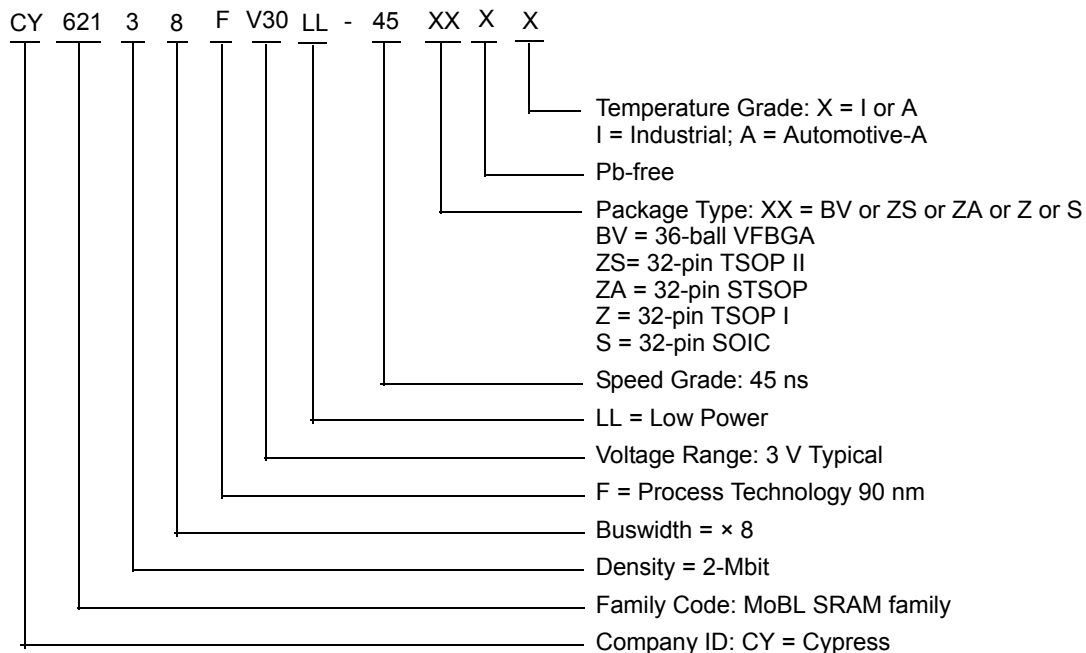 CY 621 3 8 F V30 LL - 45 XX X X
Temperature Grade: X = I or A
I = Industrial; A = Automotive-A
Pb-free
Package Type: XX = BV or ZS or ZA or Z or S
BV = 36-ball VFBGA
ZS= 32-pin TSOP II
ZA = 32-pin STSOP
Z = 32-pin TSOP I
S = 32-pin SOIC
Speed Grade: 45 ns
LL = Low Power
Voltage Range: 3 V Typical
F = Process Technology 90 nm
Buswidth = × 8
Density = 2-Mbit
Family Code: MoBL SRAM family
Company ID: CY = Cypress